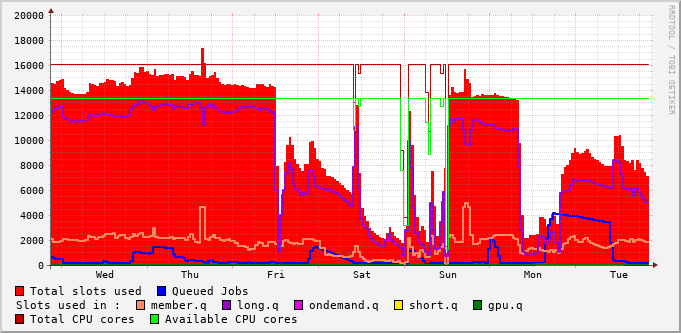 20000
18000
16000
14000
12000
10000
8000
6000
4000
2000
0
Wed Thu Fri Sat Sun Mon Tue
RRDTOOL / TOBI OETIKER
Total slots used Queued Jobs
Slots used in : member.q long.q ondemand.q short.q gpu.q
Total CPU cores Available CPU cores